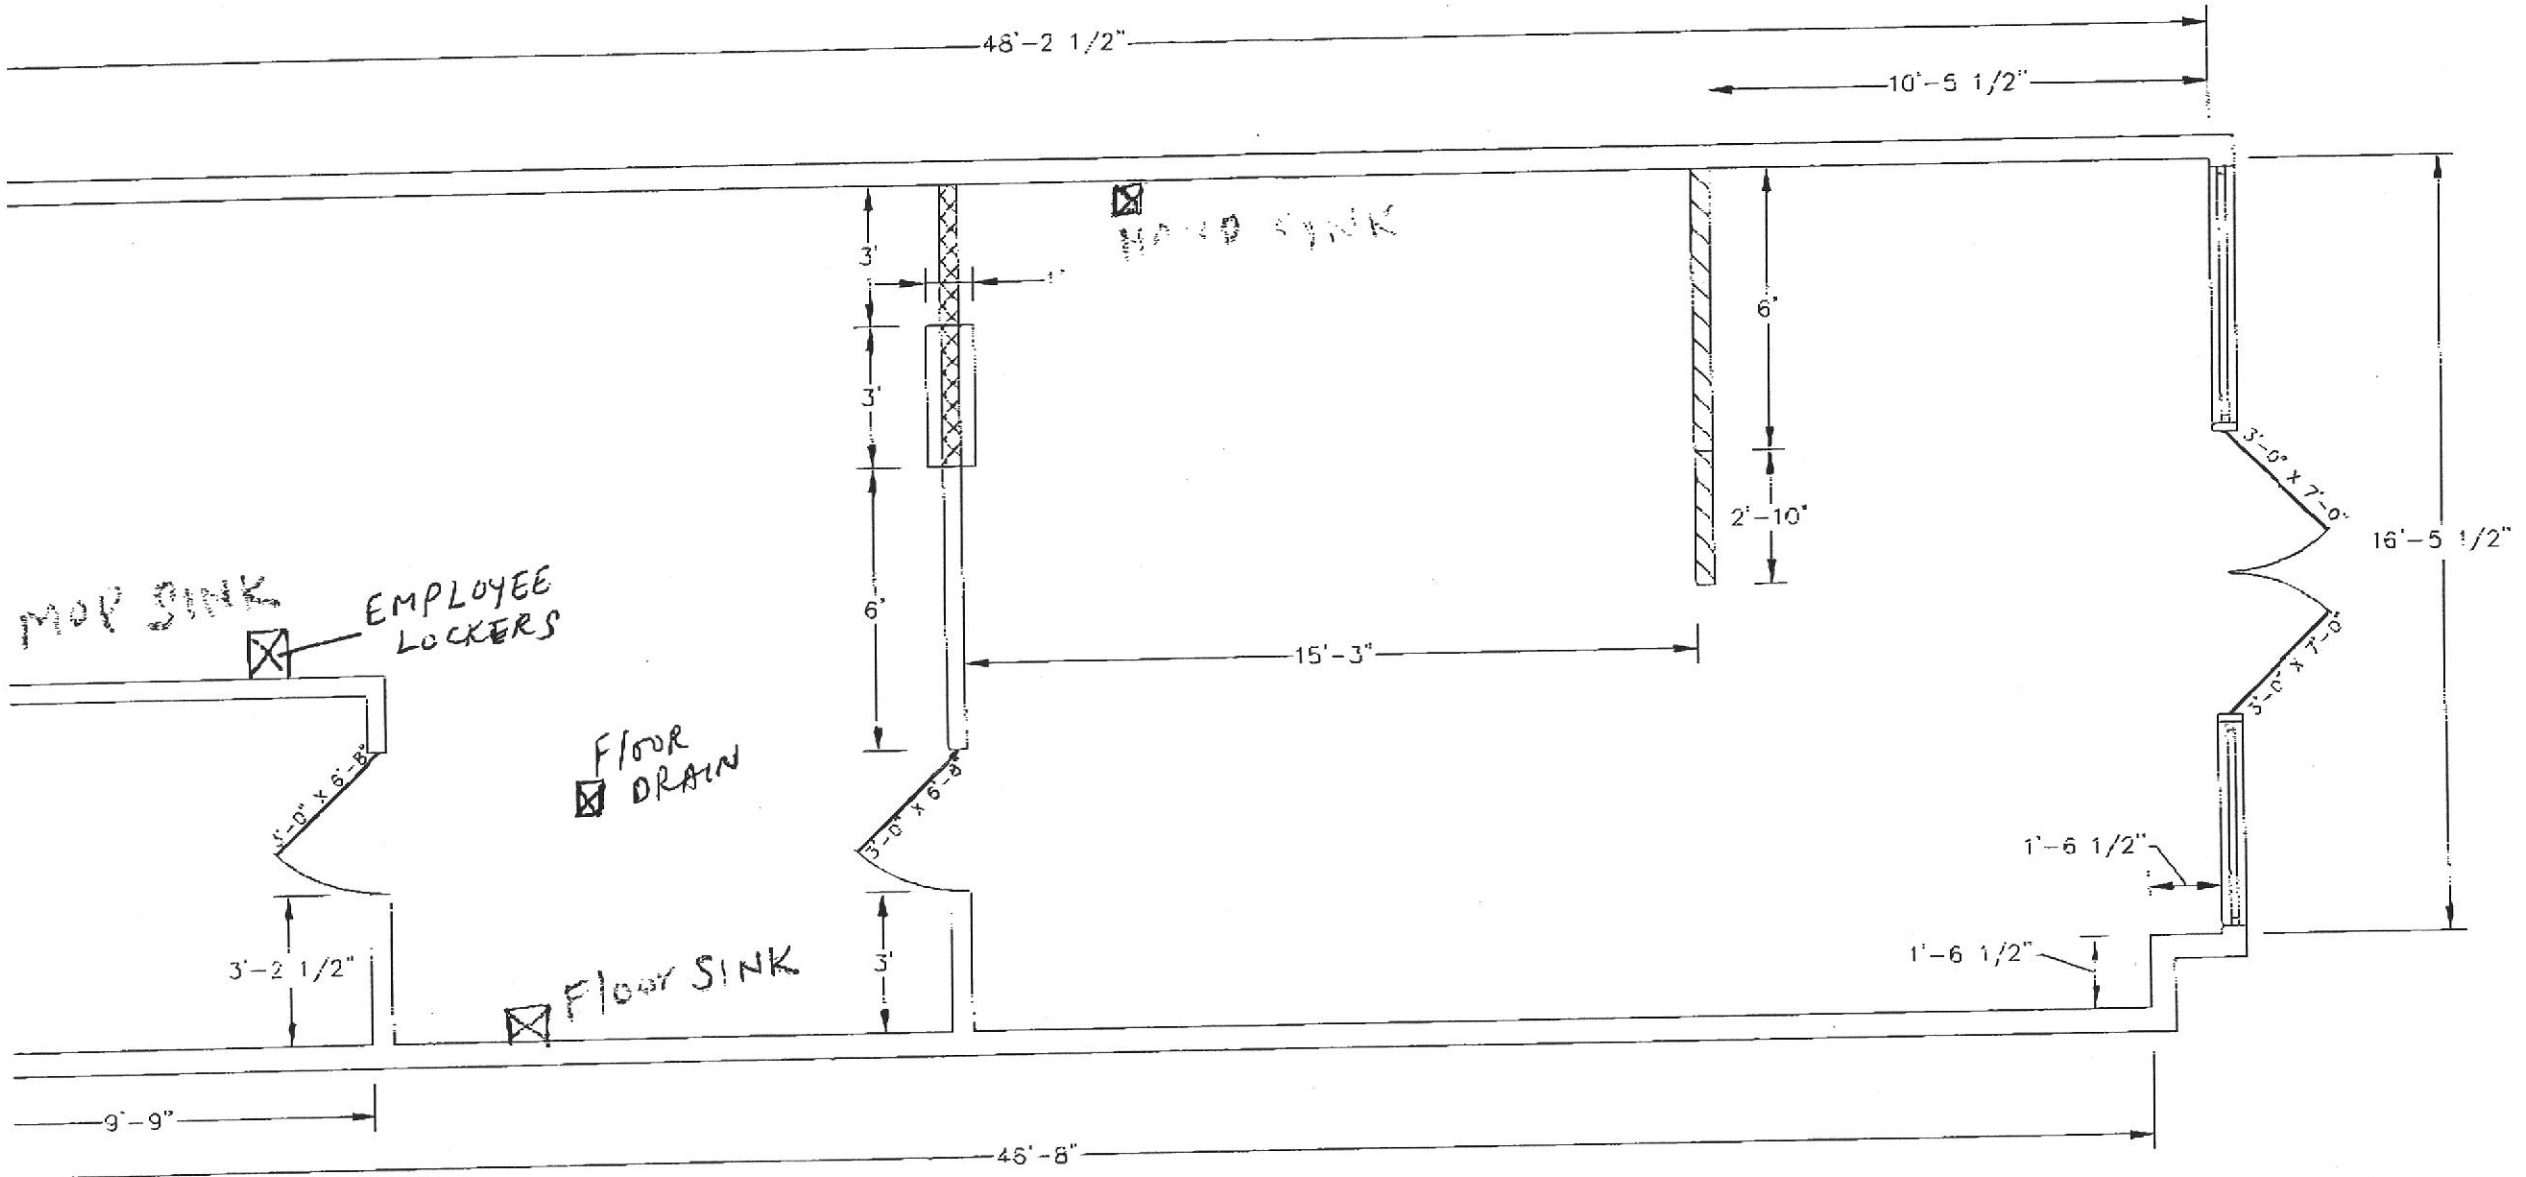 48'-2 1/2"
10'-5 1/2"
3'
1'
HAND SINK
6'
3'
3'-0" x 7'-0"
2'-10"
16'-5 1/2"
MOP SINK
EMPLOYEE
LOCKERS
6'
15'-3"
3'-0" x 7'-0"
Floor
DRAIN
3'-0" x 6'-8"
3'-0" x 6'-8"
1'-6 1/2"
3'-2 1/2"
Floor SINK
3'
1'-6 1/2"
9'-9"
46'-8"